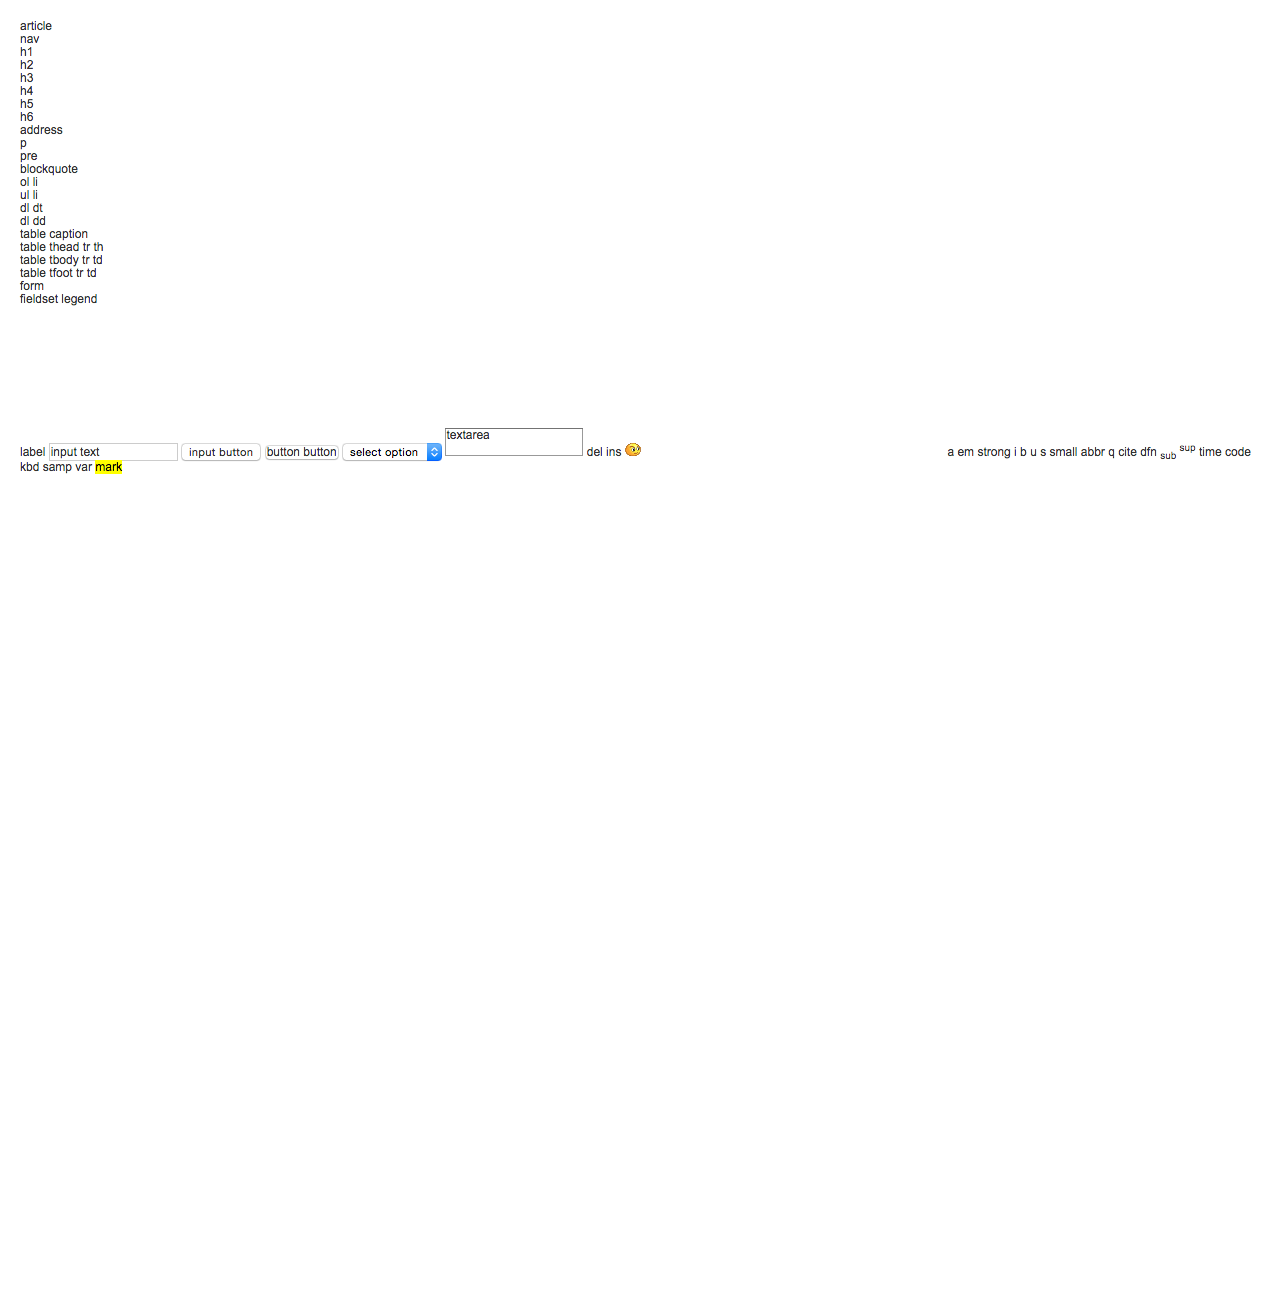 article
nav
h1
h2
h3
h4
h5
h6
address
p
pre
blockquote
ol li
ul li
dl dt
dl dd
table caption
table thead tr th
table tbody tr td
table tfoot tr td
form
fieldset legend
label input text input button button button select option textarea del ins a em strong i b u s small abbr q cite dfn sub sup time code
kbd samp var mark